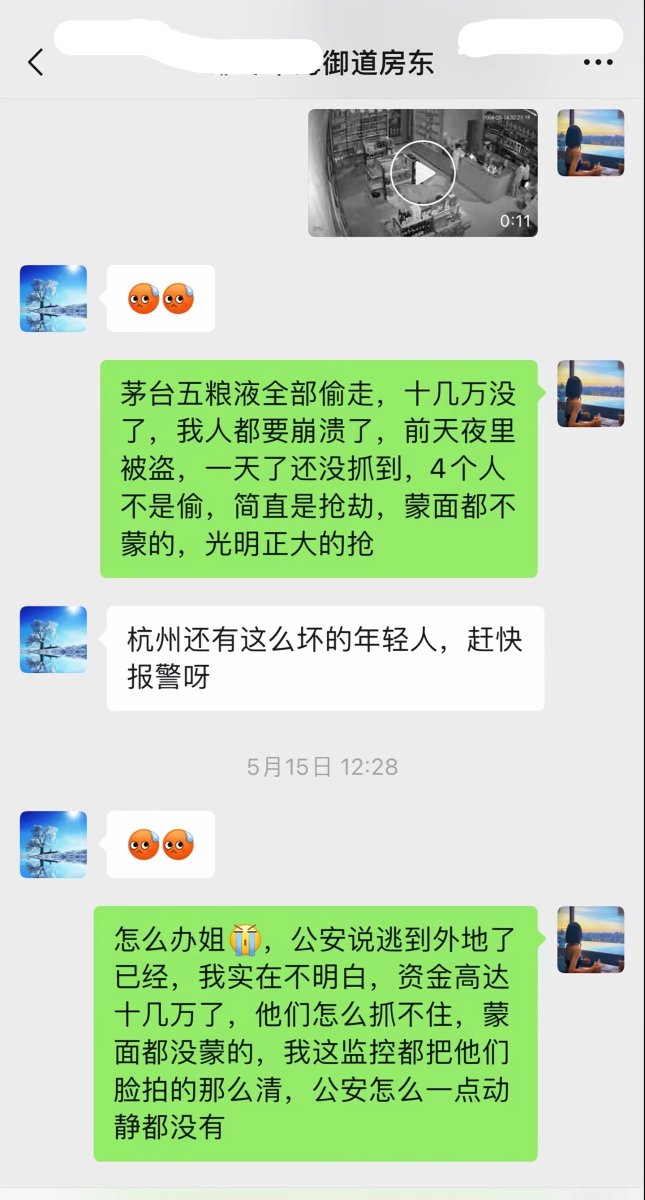 御道房东
0:11
茅台五粮液全部偷走，十几万没
了，我人都要崩溃了，前天夜里
被盗，一天了还没抓到，4个人
不是偷，简直是抢劫，蒙面都不
蒙的，光明正大的抢
杭州还有这么坏的年轻人，赶快
报警呀
5月15日 12:28
怎么办姐😭，公安说逃到外地了
已经，我实在不明白，资金高达
十几万了，他们怎么抓不住，蒙
面都没蒙的，我这监控都把他们
脸拍的那么清，公安怎么一点动
静都没有